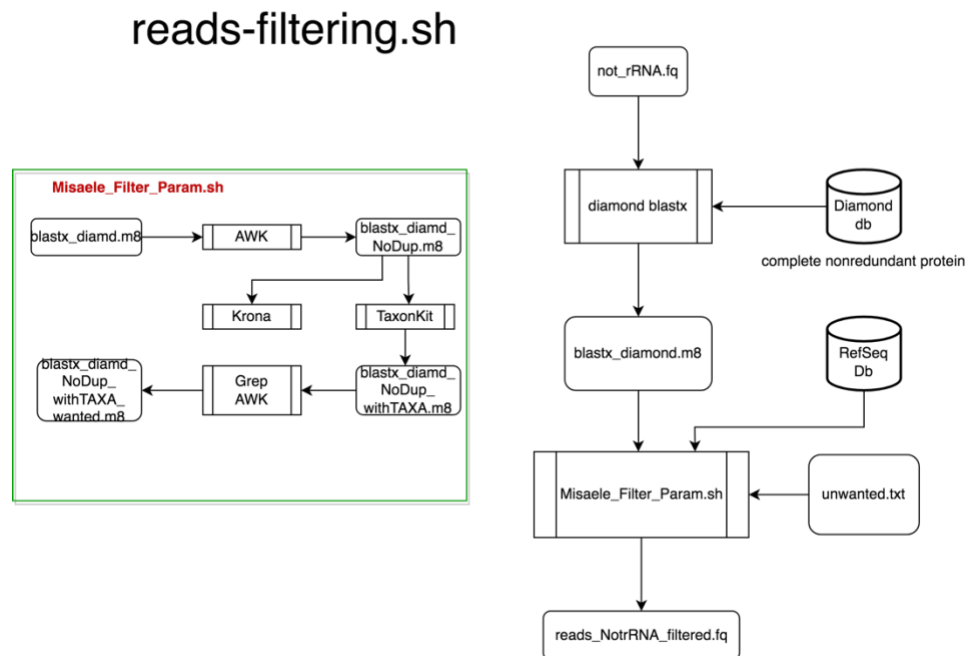 reads-filtering.sh
Misaele_Filter_Param.sh
blastx_diamd.m8
AWK
blastx_diamd_
NoDup.m8
Krona
TaxonKit
blastx_diamd_
NoDup_
withTAXA_
wanted.m8
Grep
AWK
blastx_diamd_
NoDup_
withTAXA.m8
not_rRNA.fq
diamond blastx
Diamond
db
complete nonredundant protein
blastx_diamond.m8
RefSeq
Db
Misaele_Filter_Param.sh
unwanted.txt
reads_NotrRNA_filtered.fq